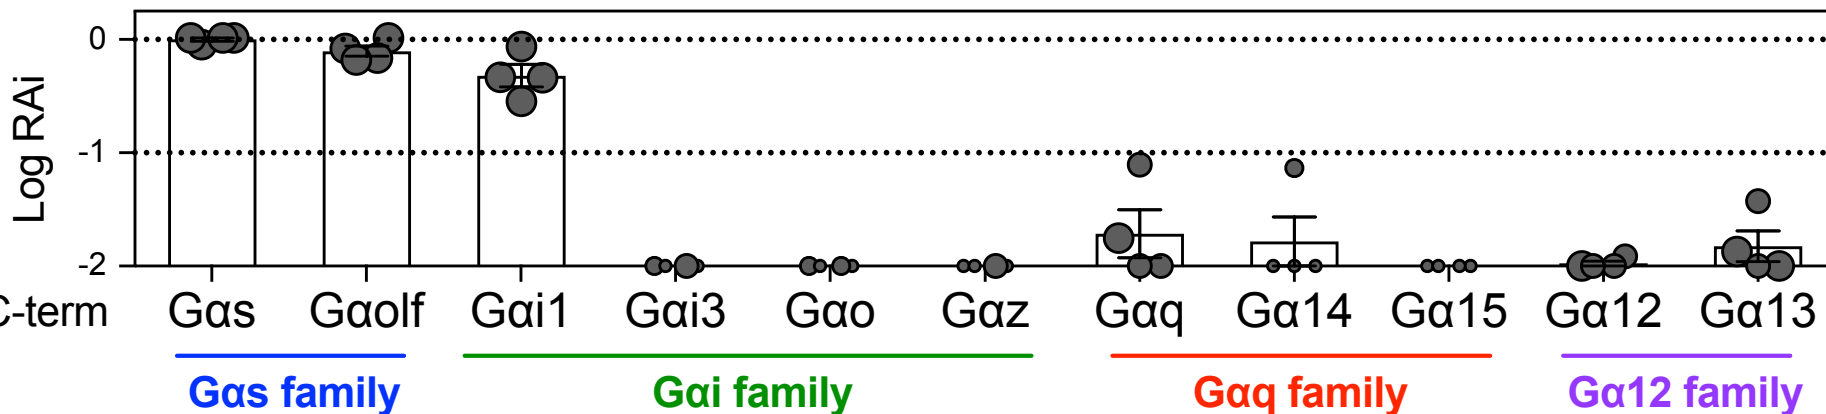 Log RAi
0
-1
-2
C-term Gαs Gαolf Gαi1 Gαi3 Gαo Gαz Gαq Gα14 Gα15 Gα12 Gα13
Gαs family Gαi family Gαq family Gα12 family